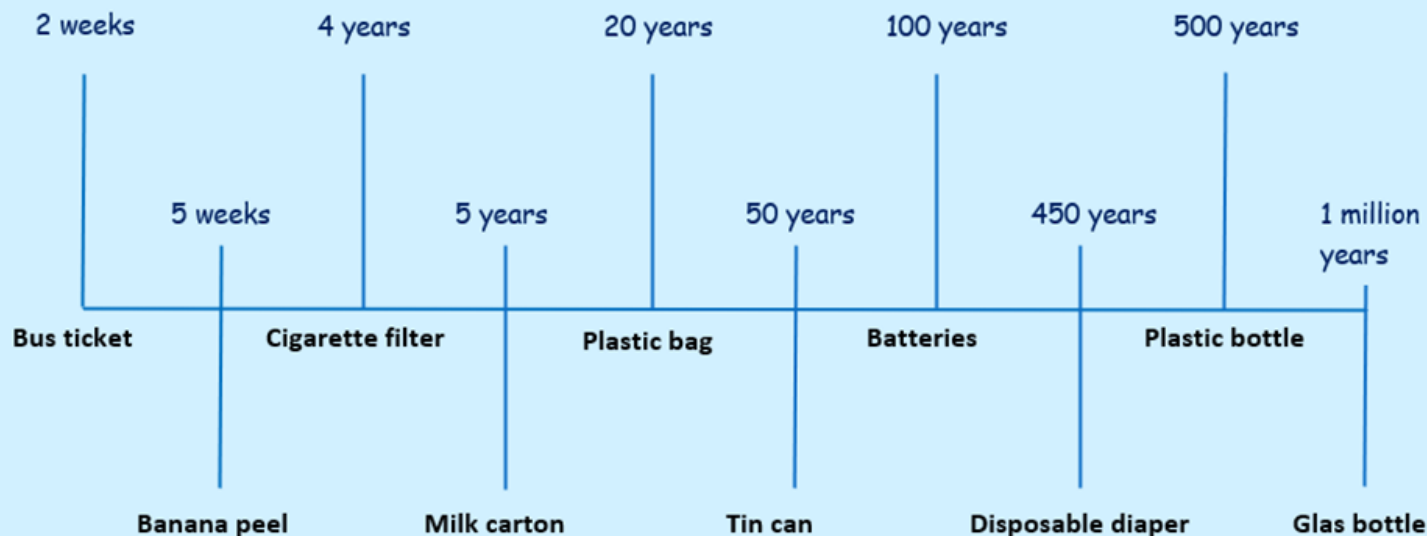 2 weeks 4 years 20 years 100 years 500 years
5 weeks 5 years 50 years 450 years 1 million
years
Bus ticket Cigarette filter Plastic bag Batteries Plastic bottle
Banana peel Milk carton Tin can Disposable diaper Glas bottle